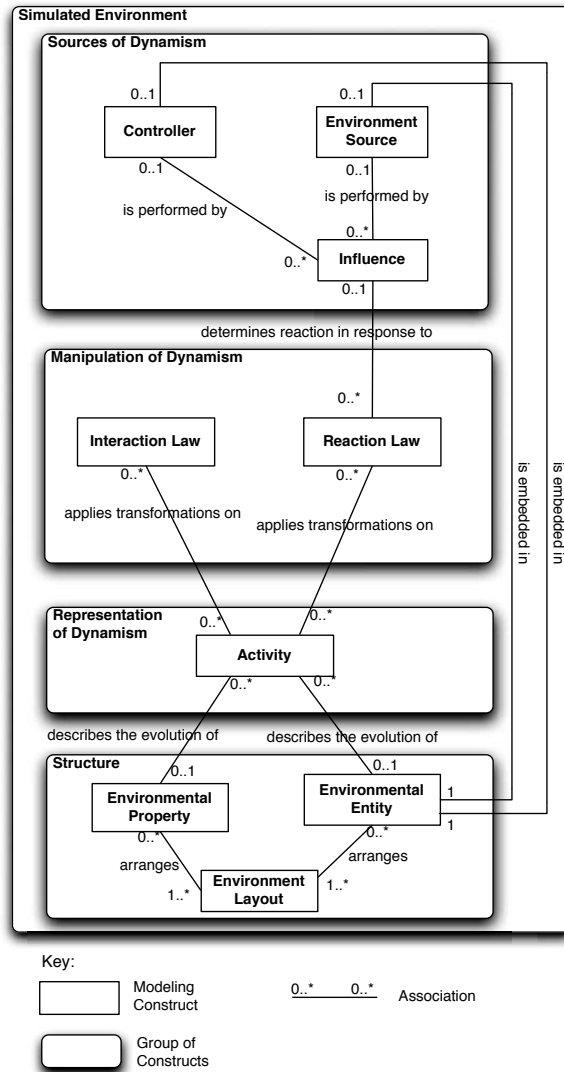 Simulated Environment
Sources of Dynamism
0..1
0..1
Controller
Environment
Source
0..1
0..1
is performed by
is performed by
0..*
0..*
Influence
0..1
determines reaction in response to
Manipulation of Dynamism
0..*
Interaction Law
Reaction Law
0..*
0..*
is embedded in
is embedded in
applies transformations on
applies transformations on
Representation
of Dynamism
0..*
0..*
Activity
0..*
0..*
describes the evolution of
describes the evolution of
Structure
0..1
0..1
Environmental
Property
Environmental
Entity
1
1
0..*
0..*
arranges
arranges
1..*
1..*
Environment
Layout
Key:
Modeling
Construct
0..*
0..*
Association
Group of
Constructs